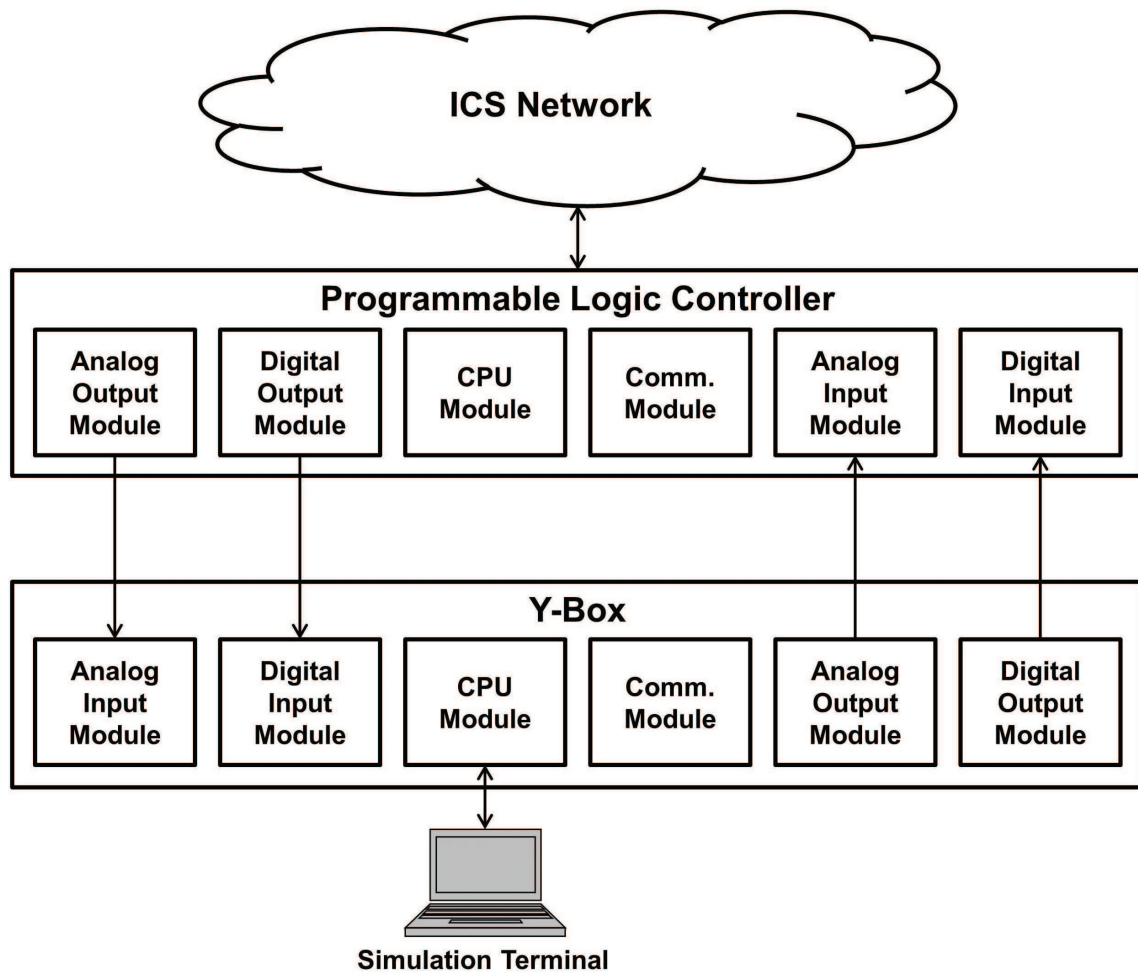 ICS Network
Programmable Logic Controller
Analog
Output
Module
Digital
Output
Module
CPU
Module
Comm.
Module
Analog
Input
Module
Digital
Input
Module
Y-Box
Analog
Input
Module
Digital
Input
Module
CPU
Module
Comm.
Module
Analog
Output
Module
Digital
Output
Module
Simulation Terminal